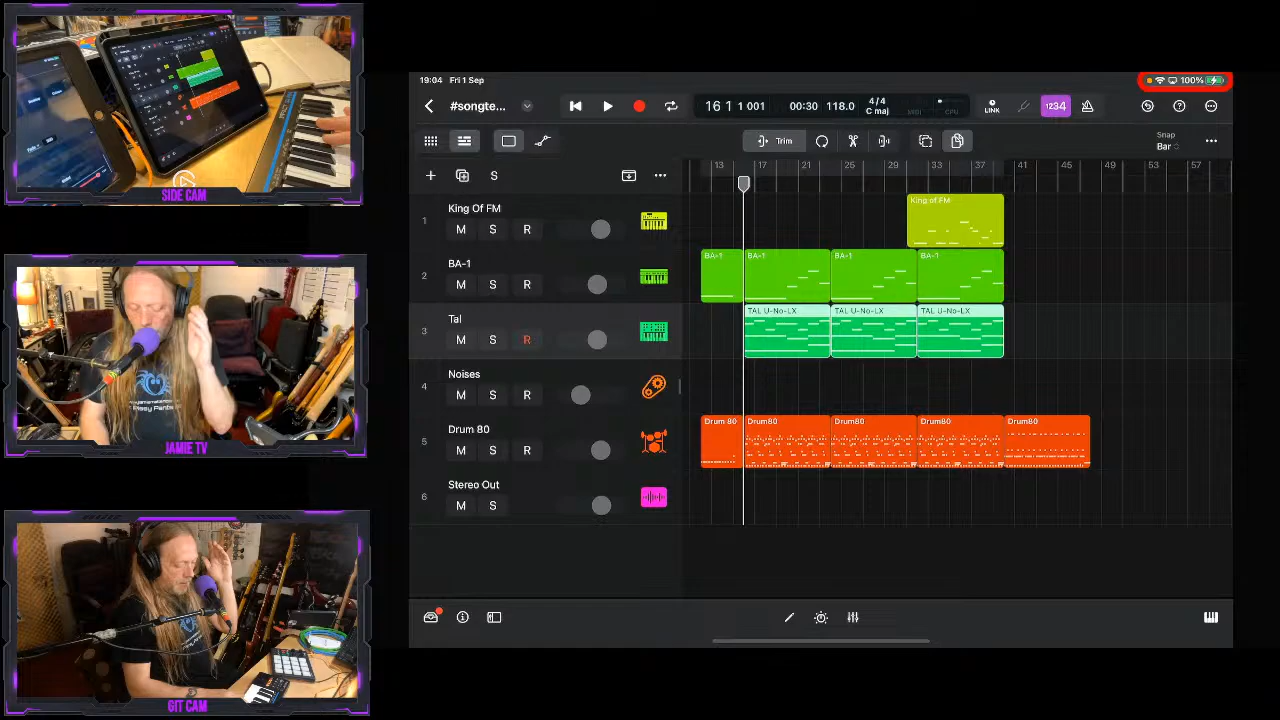 SIDE CAM
JAMIE TV
GIT CAM
19:04 Fri 1 Sep
100%
#songte...
16 1 1 001
00:30
118.0
4/4
C maj
MIDI
CPU
LINK
1234
Trim
Snap
Bar
S
13 17 21 25 29 33 37 41 45 49 53 57
1
King Of FM
M S R
King of FM
2
BA-1
M S R
BA-1
BA-1
BA-1
BA-1
3
Tal
M S R
TAL U-No-LX
TAL U-No-LX
TAL U-No-LX
4
Noises
M S R
5
Drum 80
M S R
Drum 80
Drum80
Drum80
Drum80
Drum80
6
Stereo Out
M S